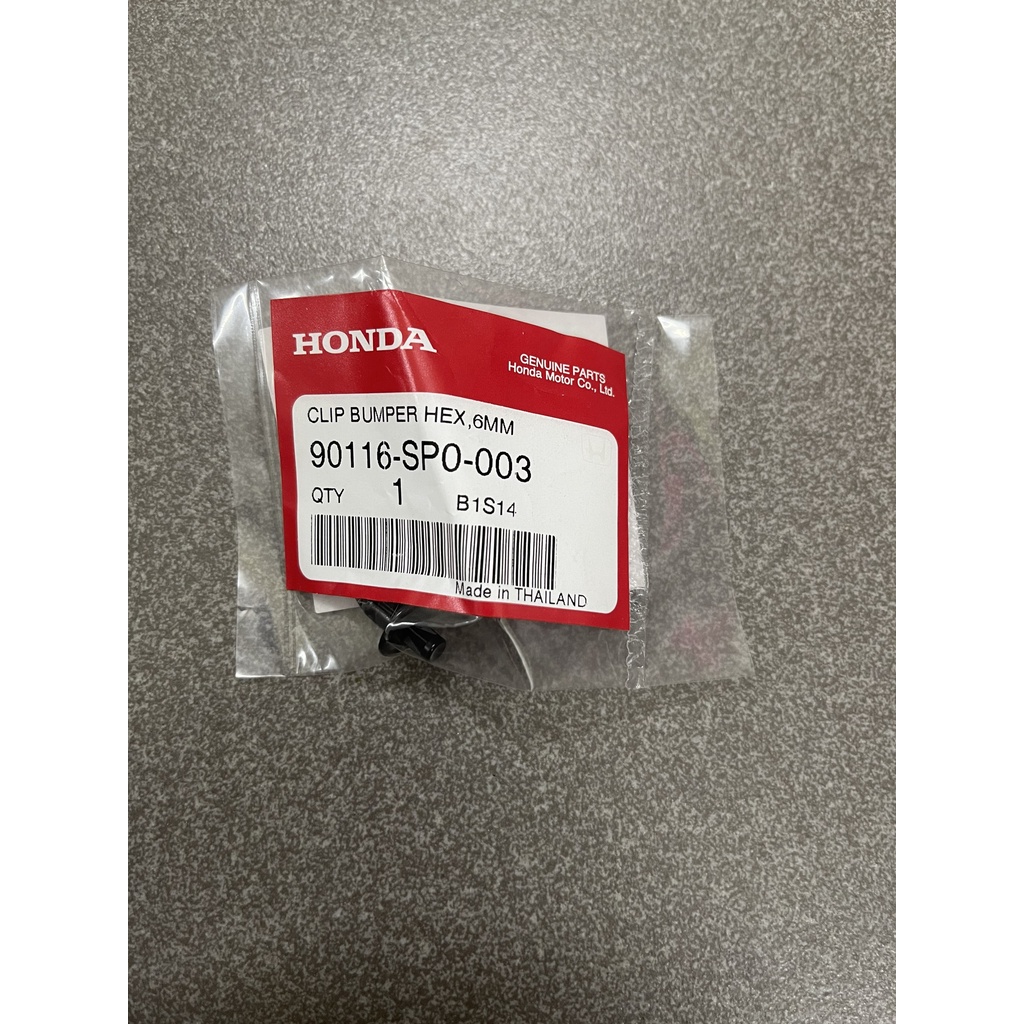 HONDA
GENUINE PARTS
Honda Motor Co., Ltd.
CLIP BUMPER HEX,6MM
90116-SP0-003
QTY 1 B1S14
Made in THAILAND